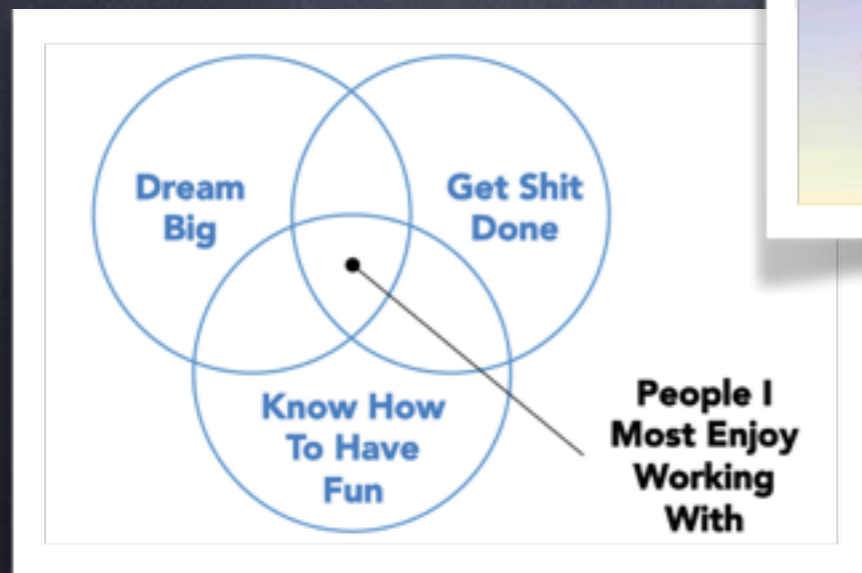 Dream
Big
Get Shit
Done
Know How
To Have
Fun
People I
Most Enjoy
Working
With